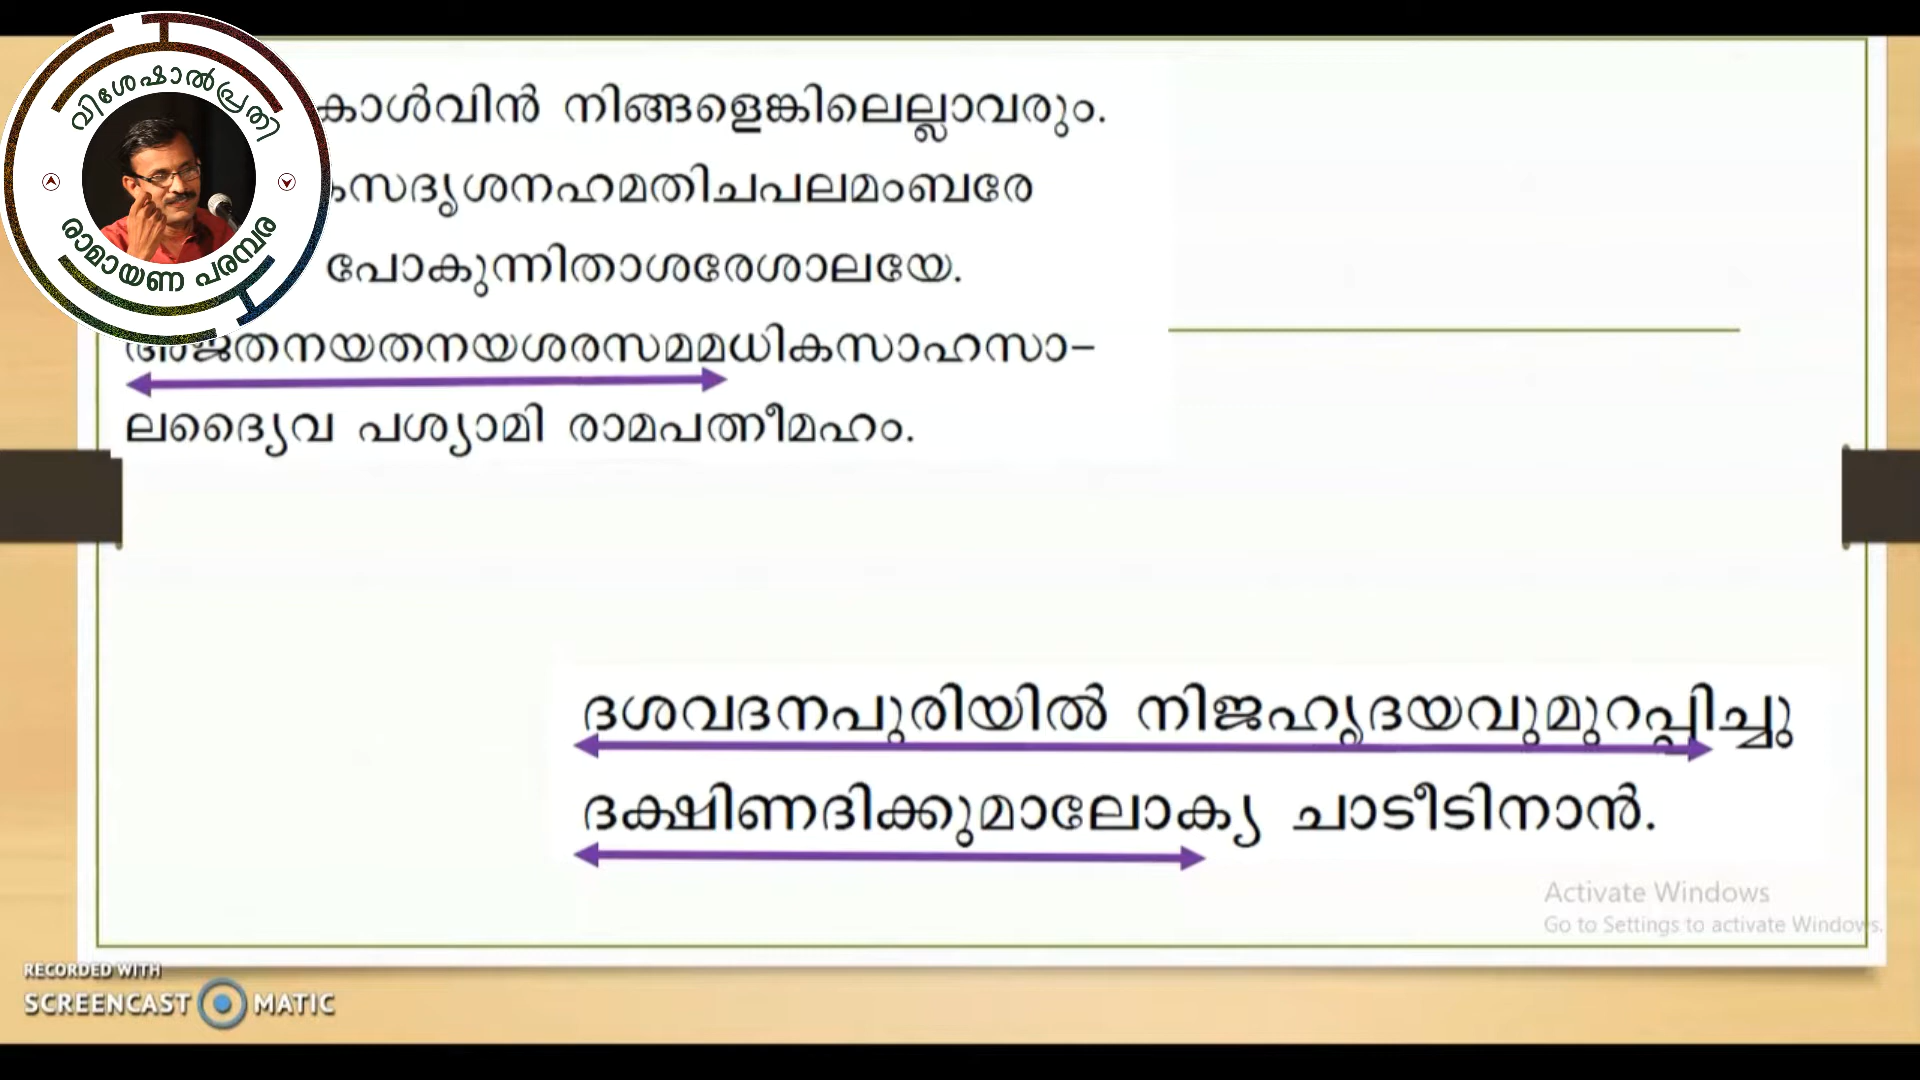 വിശേഷാൽപ്രതി
രാമായണ പരമ്പര
കാൾവിൻ നിങ്ങളെങ്കിലെല്ലാവരും.
സദൃശനഹമതിചപലമംബരേ
പോകുന്നിതാശരേശാലയേ.
അജതനയതനയശരസമമധികസാഹസാ–
ലദ്യൈവ പശ്യാമി രാമപത്നീമഹം.
ദശവദനപുരിയിൽ നിജഹൃദയവുമുറപ്പിച്ചു
ദക്ഷിണദിക്കുമാലോക്യ ചാടീടിനാൻ.
Activate Windows
Go to Settings to activate Windows.
RECORDED WITH
SCREENCAST MATIC